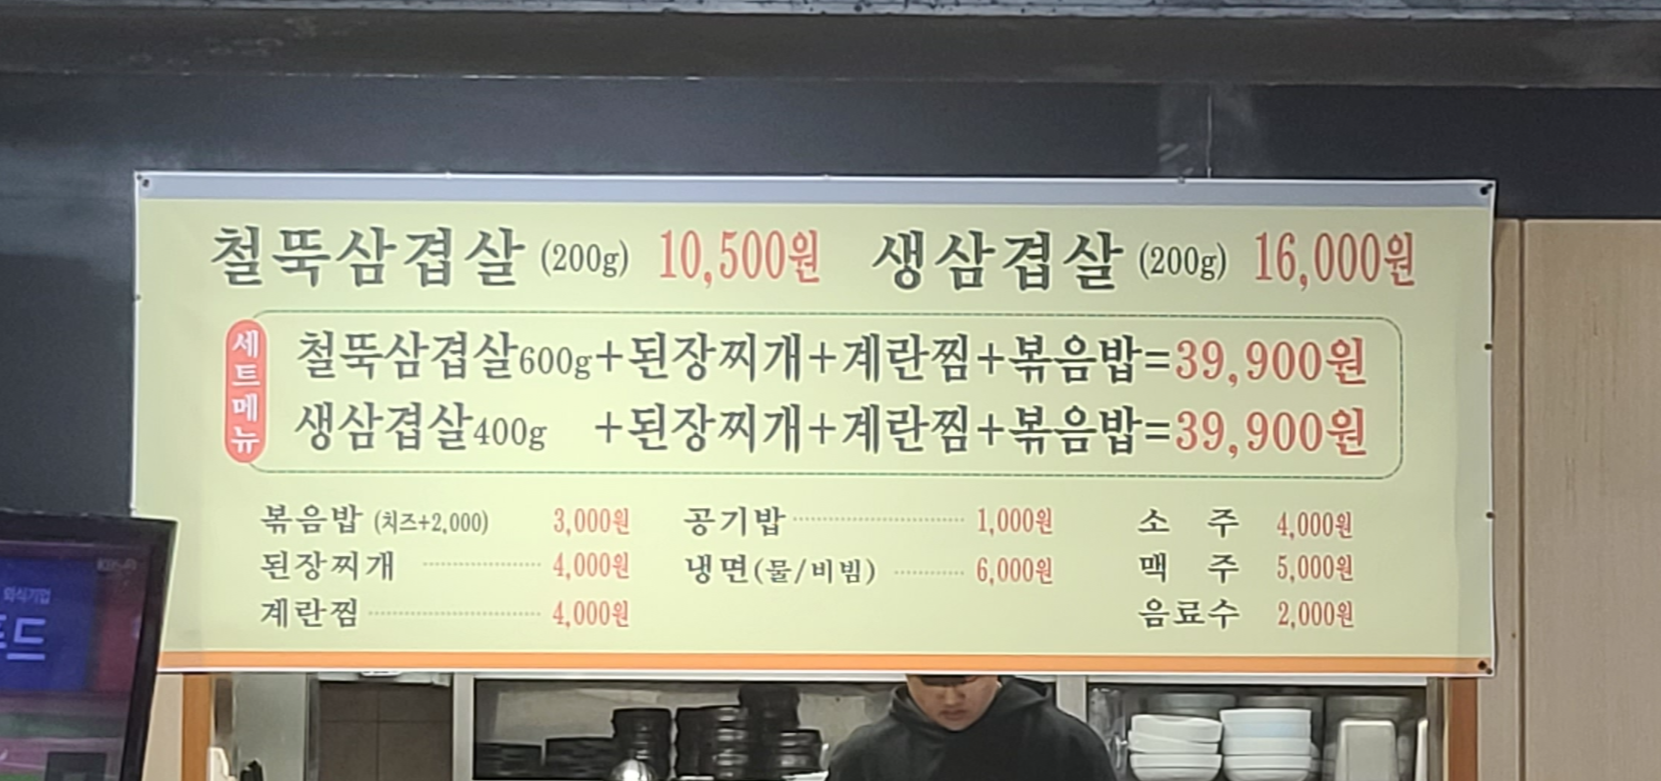 철뚝삼겹살 (200g) 10,500원 생삼겹살 (200g) 16,000원
세트메뉴
철뚝삼겹살600g+된장찌개+계란찜+볶음밥=39,900원
생삼겹살400g +된장찌개+계란찜+볶음밥=39,900원
볶음밥 (치즈+2,000) 3,000원 공기밥 1,000원 소 주 4,000원
된장찌개 4,000원 냉면(물/비빔) 6,000원 맥 주 5,000원
계란찜 4,000원 음료수 2,000원
외식기업
드